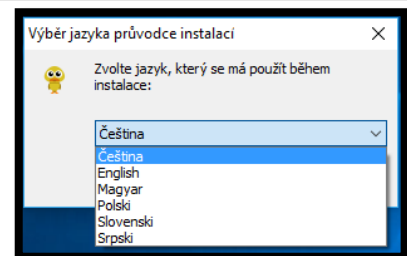 Výběr jazyka průvodce instalací
Zvolte jazyk, který se má použít během
instalace:
Čeština
Čeština
English
Magyar
Polski
Slovenski
Srpski